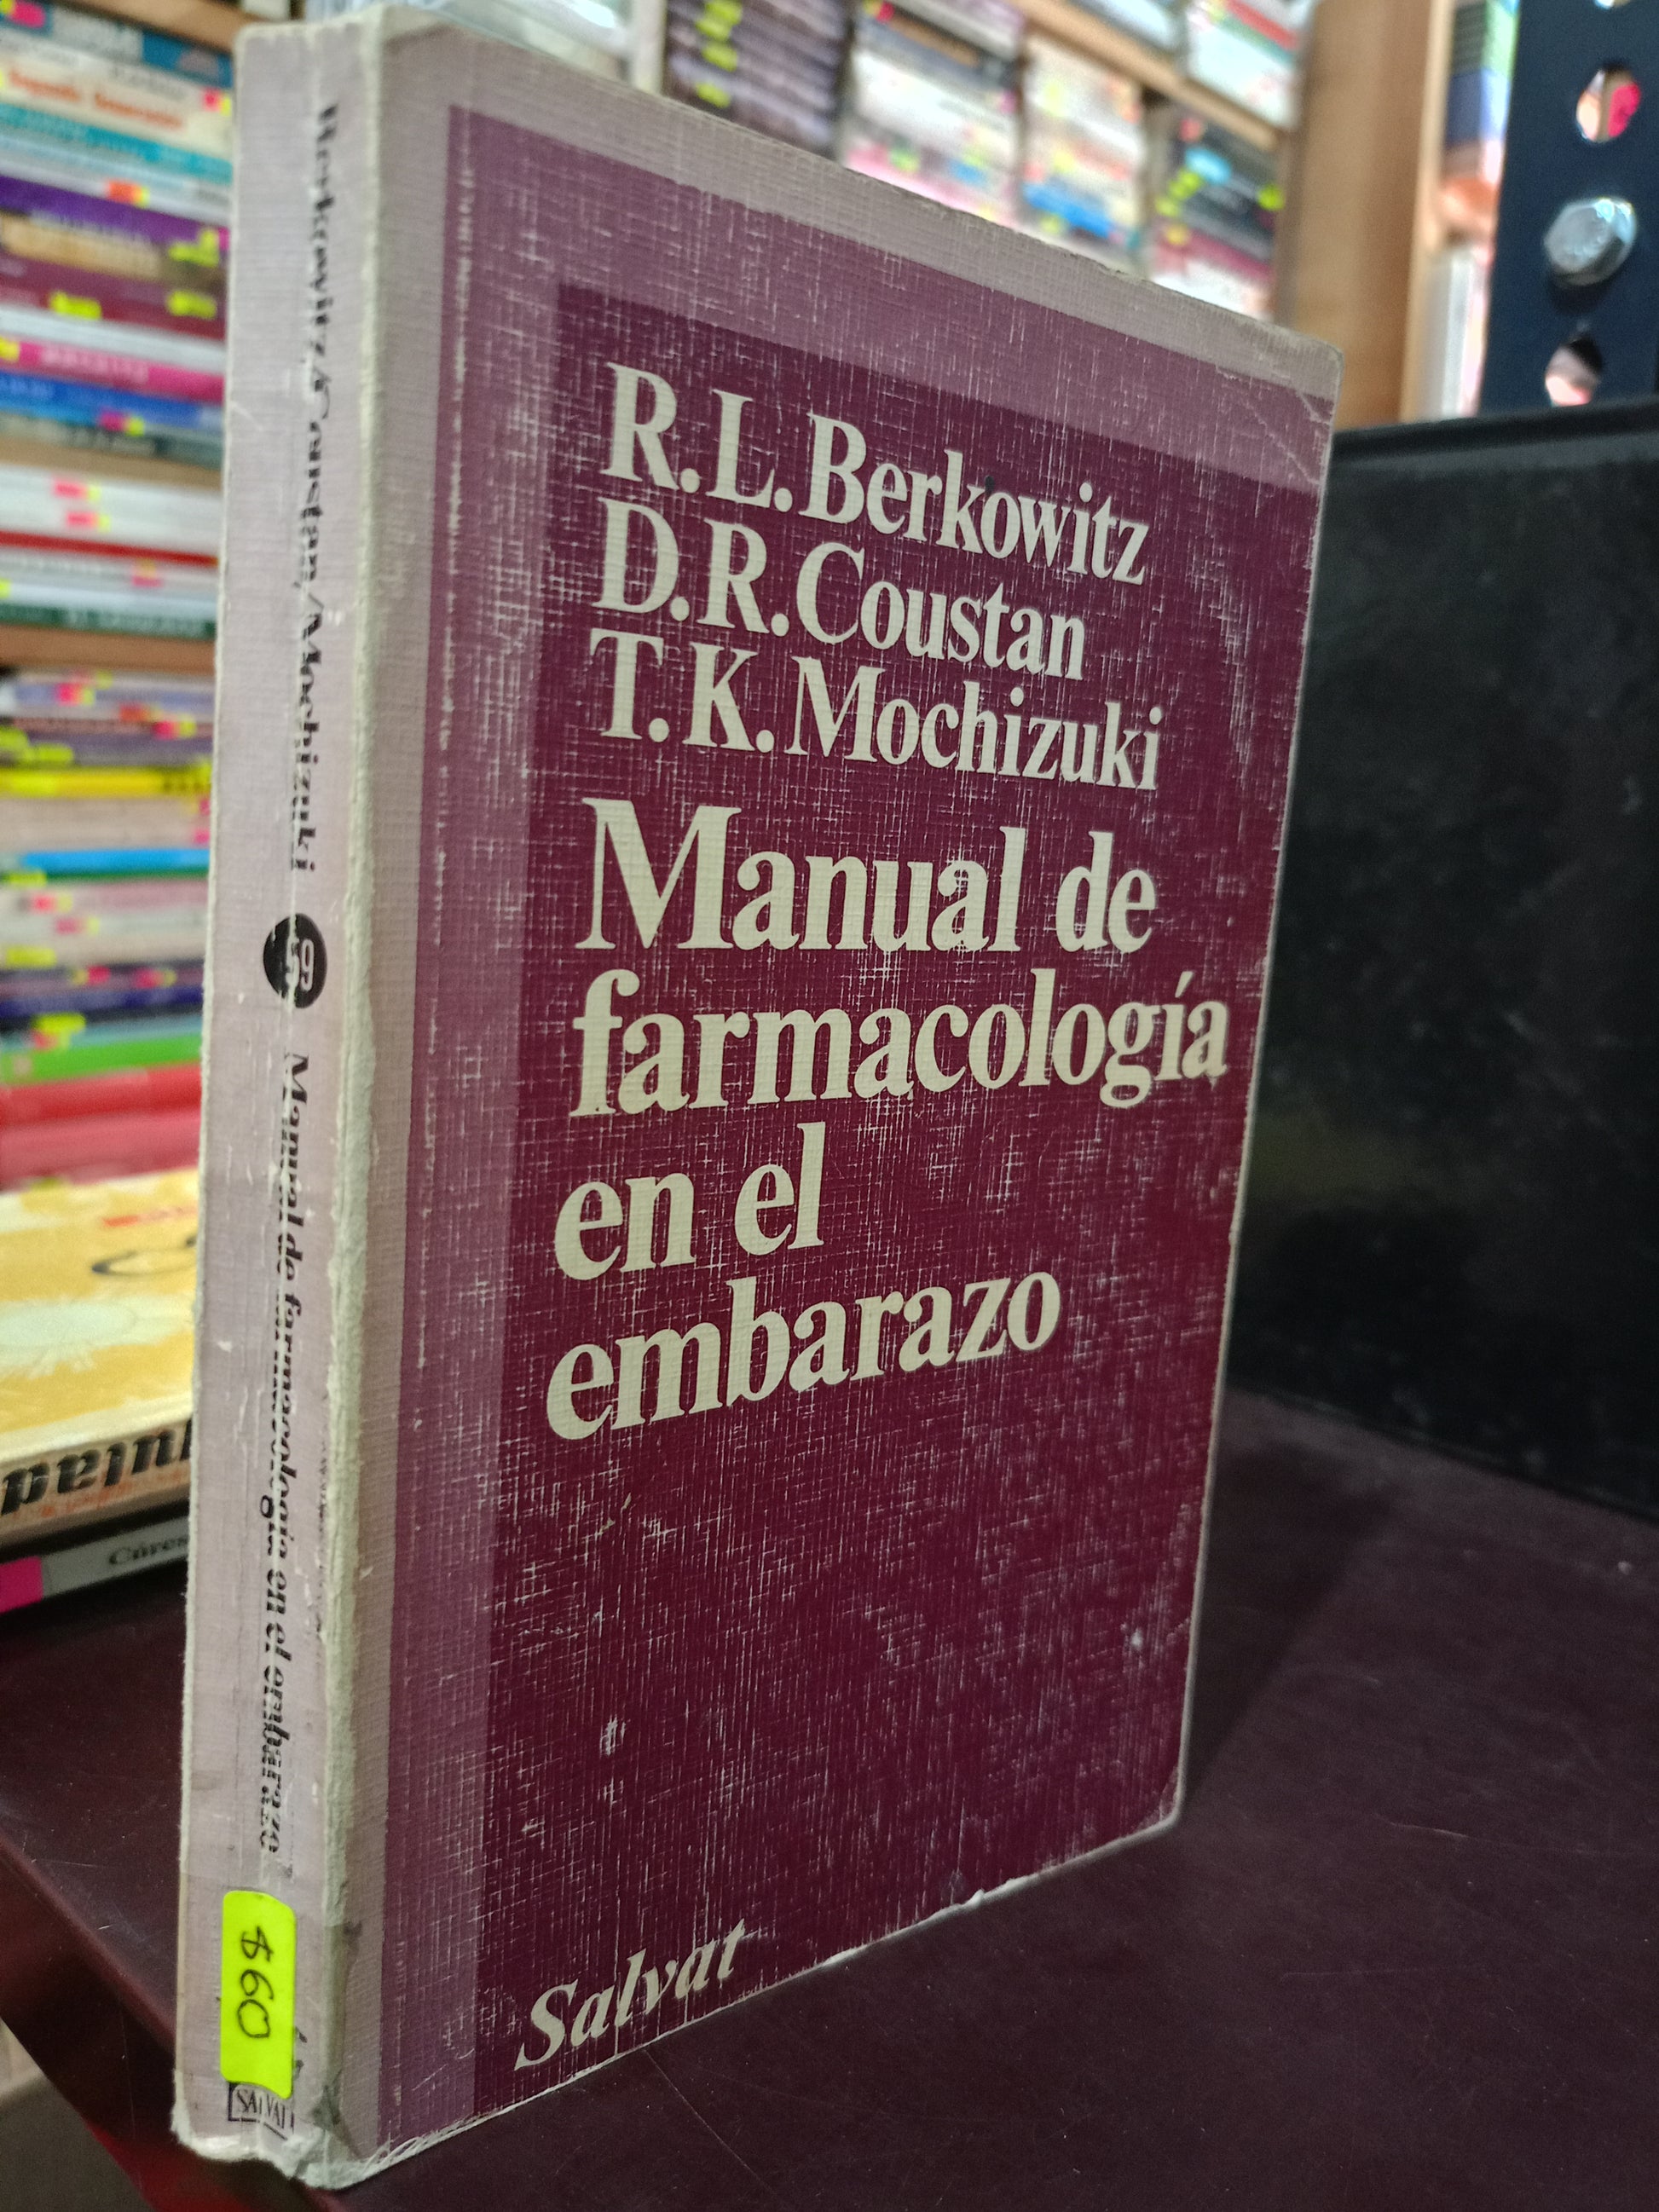 R.L.Berkowitz
D.R.Coustan
T.K.Mochizuki
Manual de
farmacología
en el
embarazo
Salvat
Berkowitz/Coustan/Mochizuki
Manual de farmacología en el embarazo
$60
SALVAT